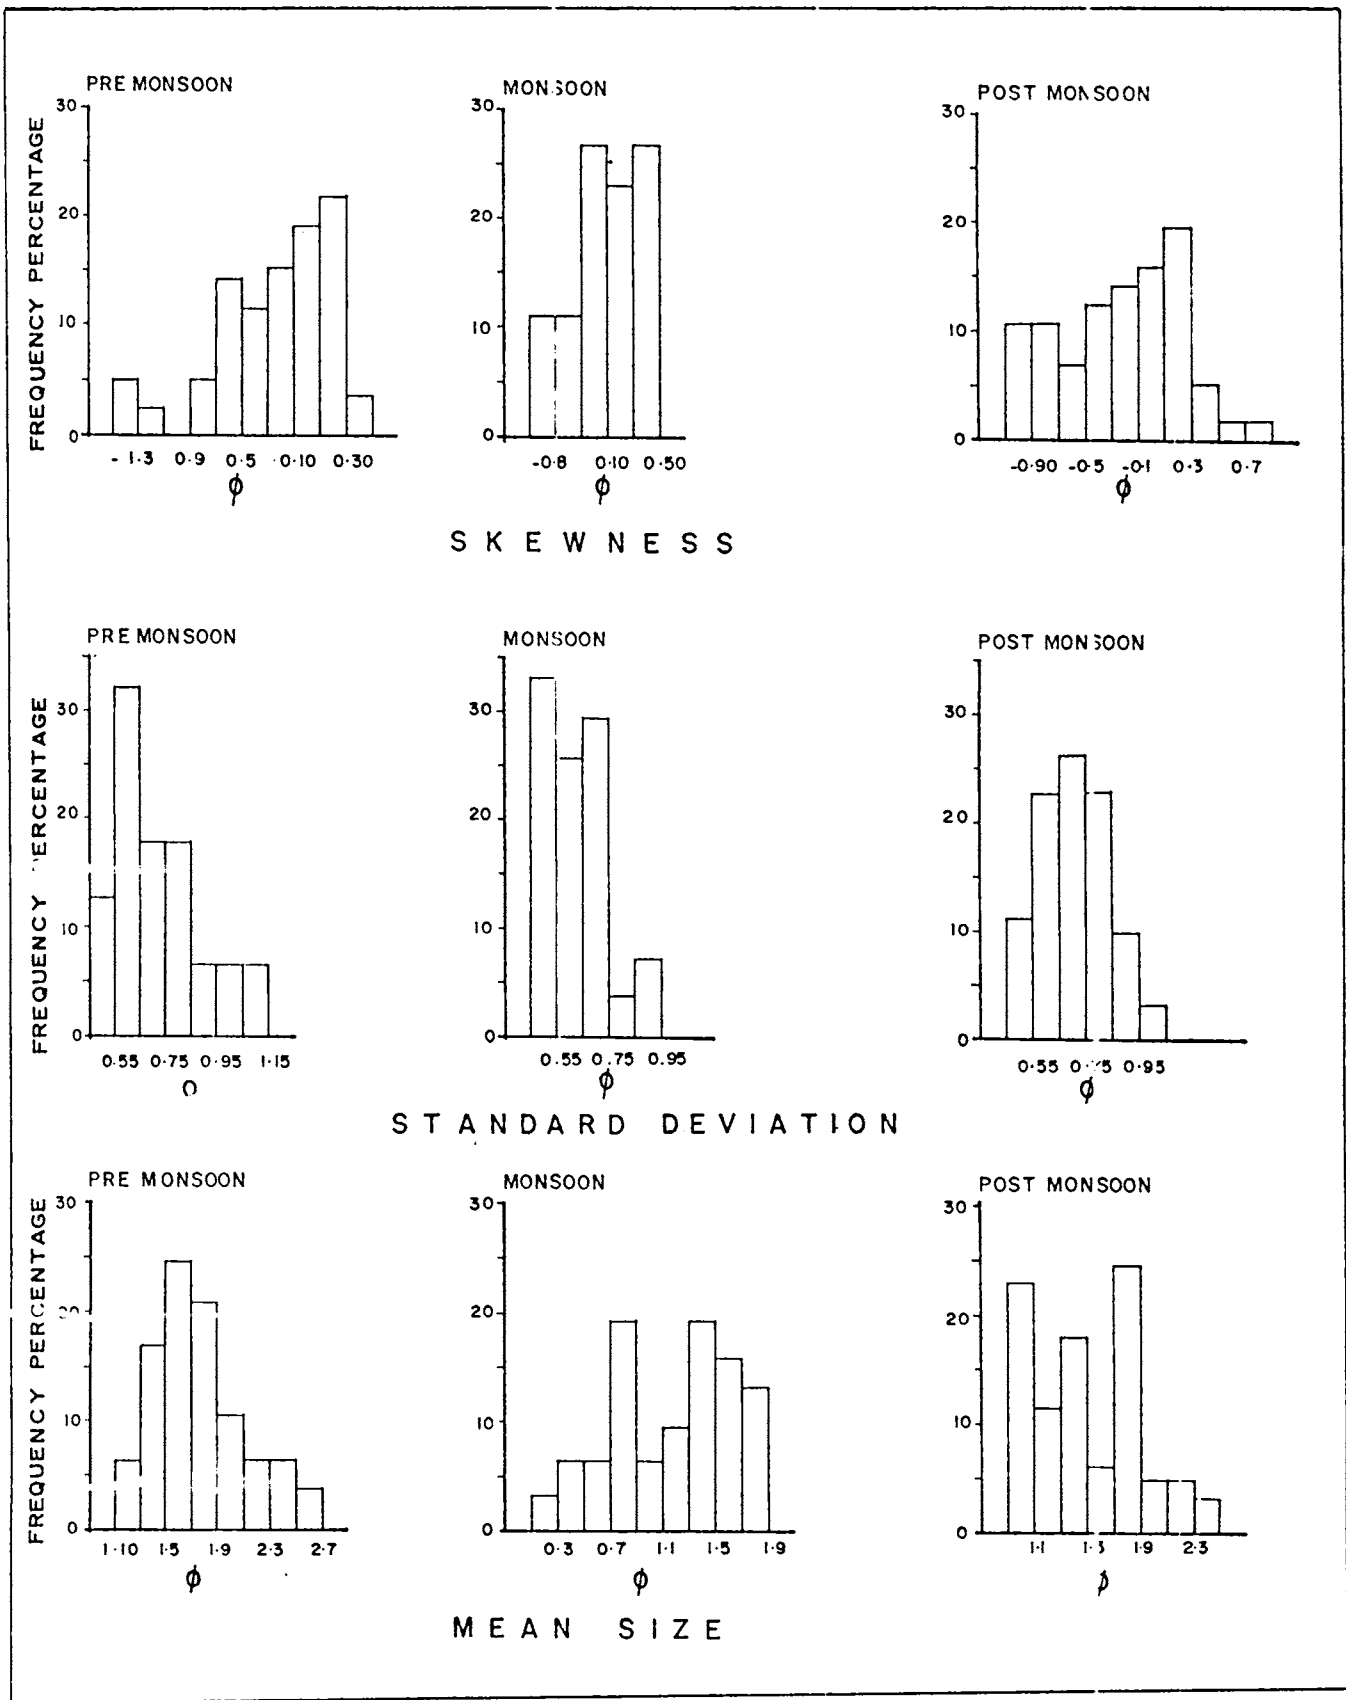 PRE MONSOON
MONSOON
POST MONSOON
FREQUENCY PERCENTAGE
30
20
10
0
30
20
10
0
30
20
10
0
-1.3 0.9 0.5 0.10 0.30
-0.8 0.10 0.50
-0.90 -0.5 -0.1 0.3 0.7
ϕ
ϕ
ϕ
SKEWNESS
PRE MONSOON
MONSOON
POST MONSOON
FREQUENCY PERCENTAGE
30
20
10
0
30
20
10
0
30
20
10
0
0.55 0.75 0.95 1.15
0.55 0.75 0.95
0.55 0.95
ϕ
ϕ
STANDARD DEVIATION
PRE MONSOON
MONSOON
POST MONSOON
FREQUENCY PERCENTAGE
30
20
10
0
30
20
10
0
30
20
10
0
1.10 1.5 1.9 2.3 2.7
0.3 0.7 1.1 1.5 1.9
1.1 1.9 2.3
ϕ
ϕ
ϕ
MEAN SIZE